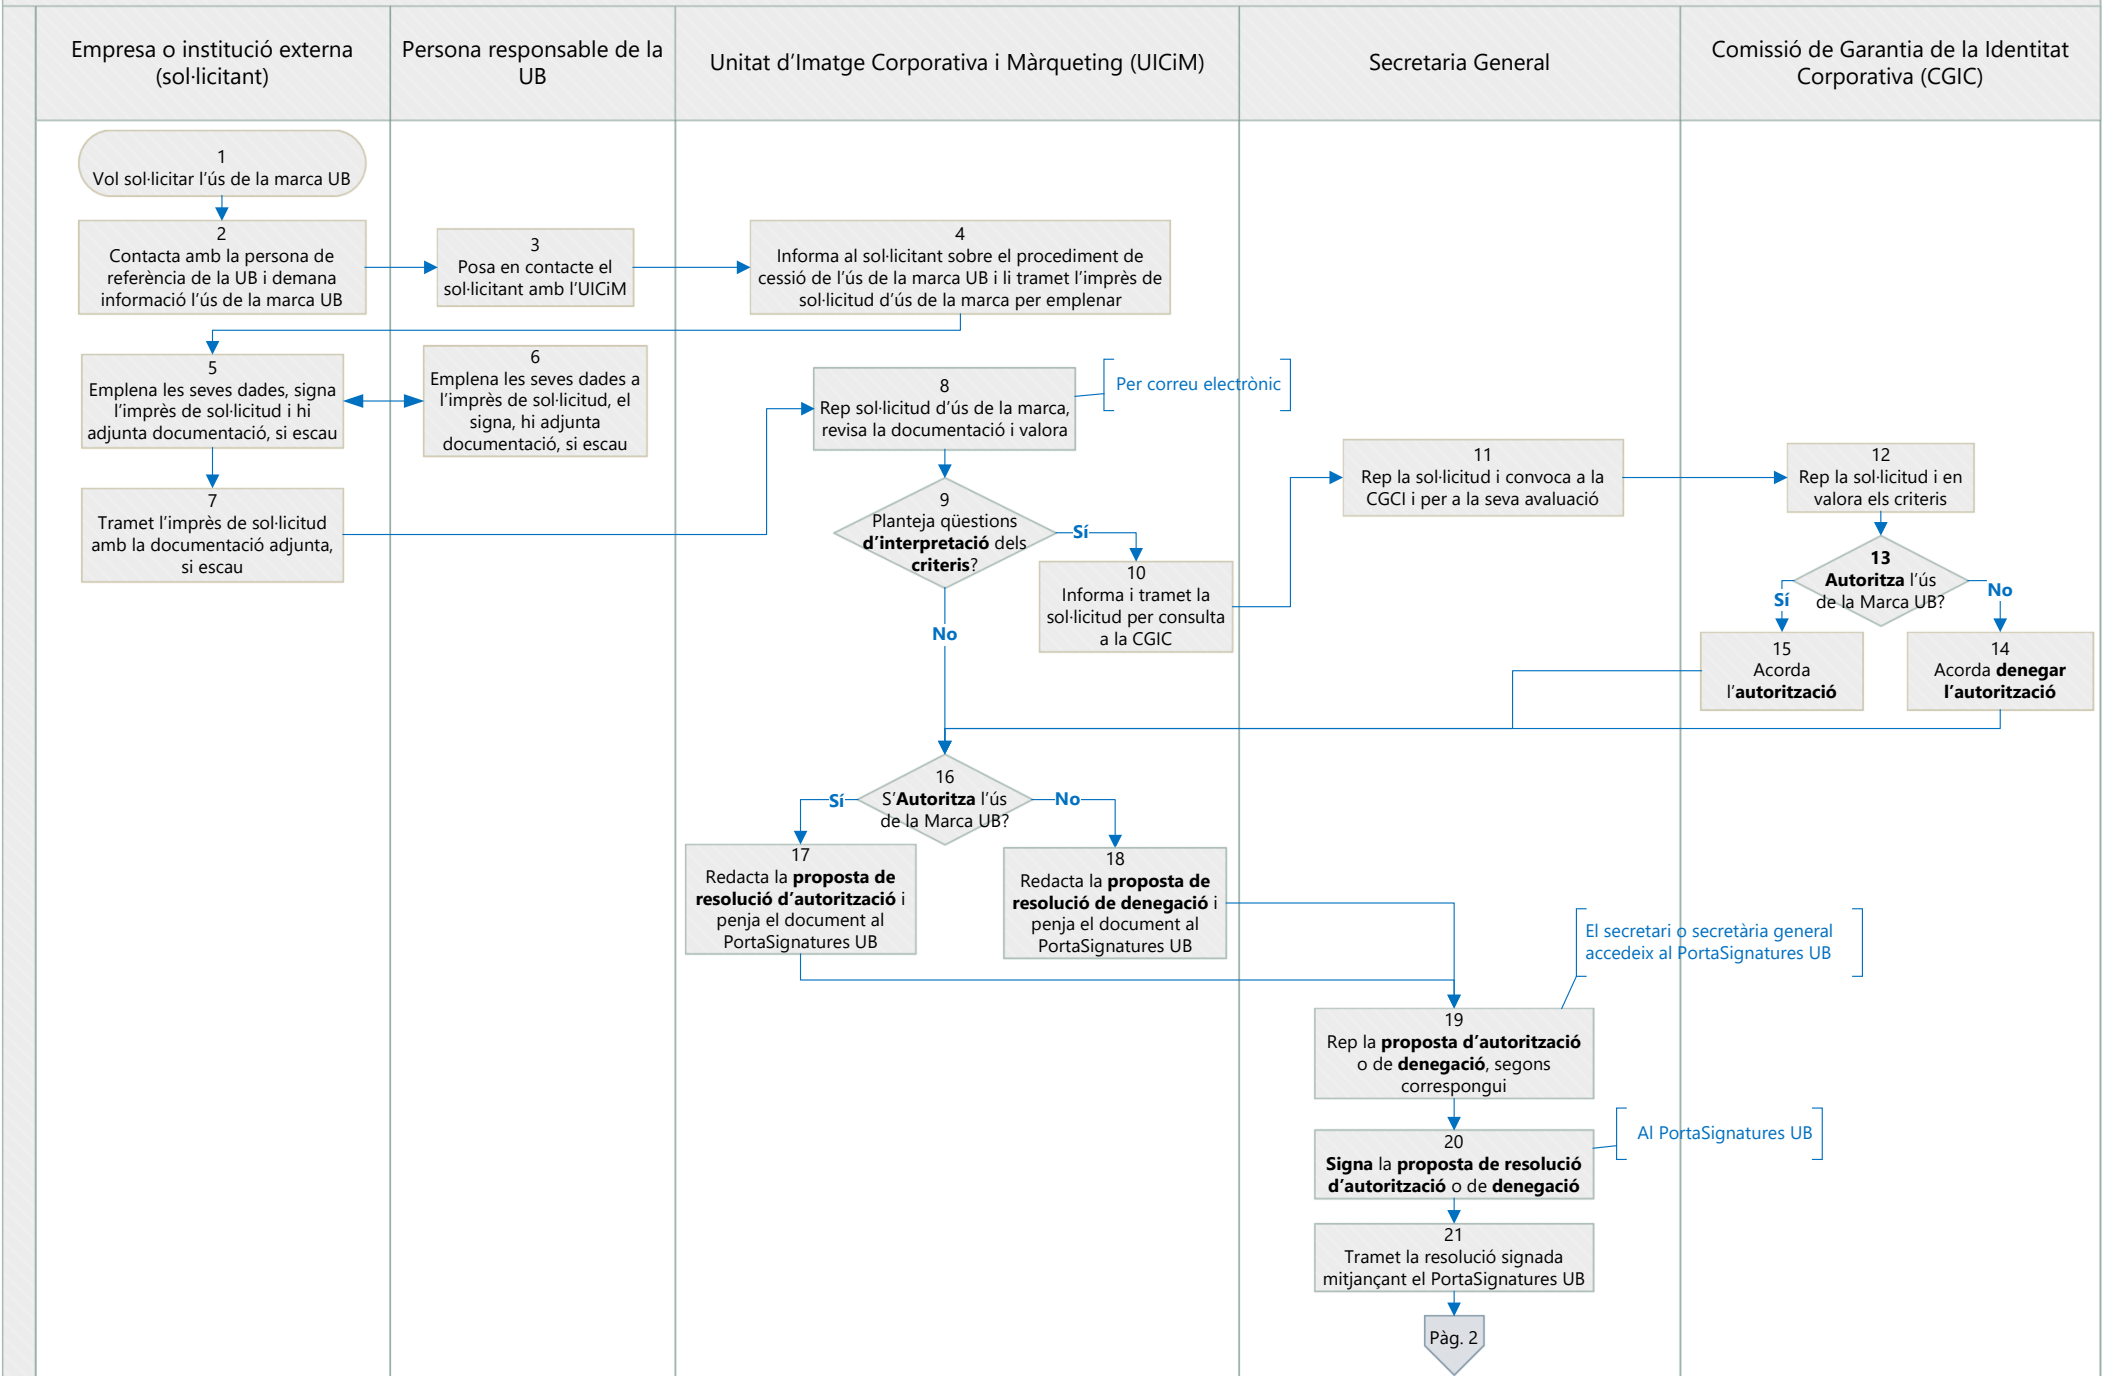 Empresa o institució externa
(sol·licitant)
Persona responsable de la
UB
Unitat d'Imatge Corporativa i Màrqueting (UICiM)
Secretaria General
Comissió de Garantia de la Identitat
Corporativa (CGIC)
1
Vol sol·licitar l'ús de la marca UB
2
Contacta amb la persona de
referència de la UB i demana
informació l'ús de la marca UB
3
Posa en contacte el
sol·licitant amb l'UICiM
4
Informa al sol·licitant sobre el procediment de
cessió de l'ús de la marca UB i li tramet l'imprès de
sol·licitud d'ús de la marca per emplenar
5
Emplena les seves dades, signa
l'imprès de sol·licitud i hi
adjunta documentació, si escau
6
Emplena les seves dades a
l'imprès de sol·licitud, el
signa, hi adjunta
documentació, si escau
7
Tramet l'imprès de sol·licitud
amb la documentació adjunta,
si escau
8
Rep sol·licitud d'ús de la marca,
revisa la documentació i valora
Per correu electrònic
9
Planteja qüestions
d'interpretació dels
criteris?
Sí
No
10
Informa i tramet la
sol·licitud per consulta
a la CGIC
11
Rep la sol·licitud i convoca a la
CGCI i per a la seva avaluació
12
Rep la sol·licitud i en
valora els criteris
13
Autoritza l'ús
de la Marca UB?
Sí
No
15
Acorda
l'autorització
14
Acorda denegar
l'autorització
16
S'Autoritza l'ús
de la Marca UB?
Sí
No
17
Redacta la proposta de
resolució d'autorització i
penja el document al
PortaSignatures UB
18
Redacta la proposta de
resolució de denegació i
penja el document al
PortaSignatures UB
El secretari o secretària general
accedeix al PortaSignatures UB
19
Rep la proposta d'autorització
o de denegació, segons
correspongui
20
Signa la proposta de resolució
d'autorització o de denegació
Al PortaSignatures UB
21
Tramet la resolució signada
mitjançant el PortaSignatures UB
Pàg. 2